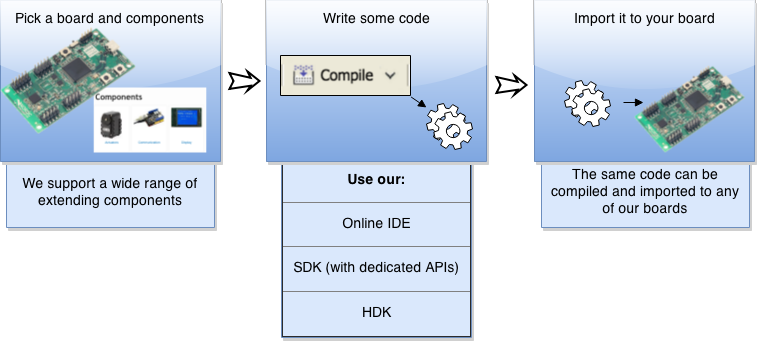 Pick a board and components
Components
We support a wide range of
extending components
Write some code
Compile
Use our:
Online IDE
SDK (with dedicated APIs)
HDK
Import it to your board
The same code can be
compiled and imported to any
of our boards